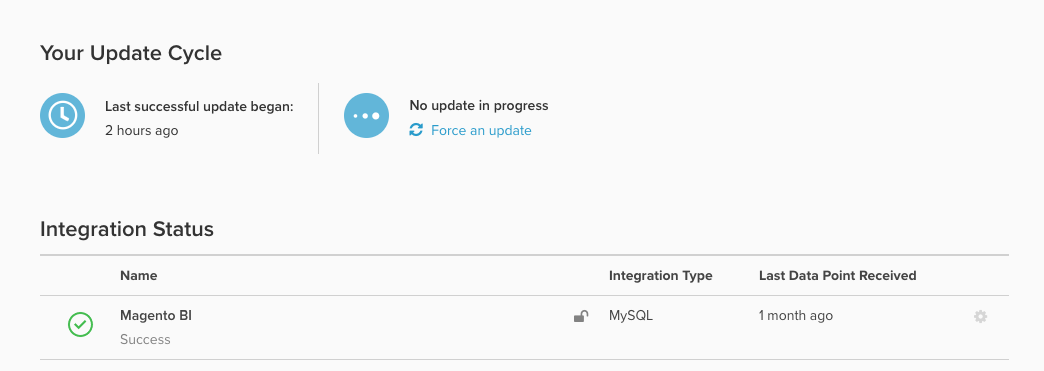 Your Update Cycle
Last successful update began:
2 hours ago
No update in progress
Force an update
Integration Status
Name Integration Type Last Data Point Received
Magento BI MySQL 1 month ago
Success